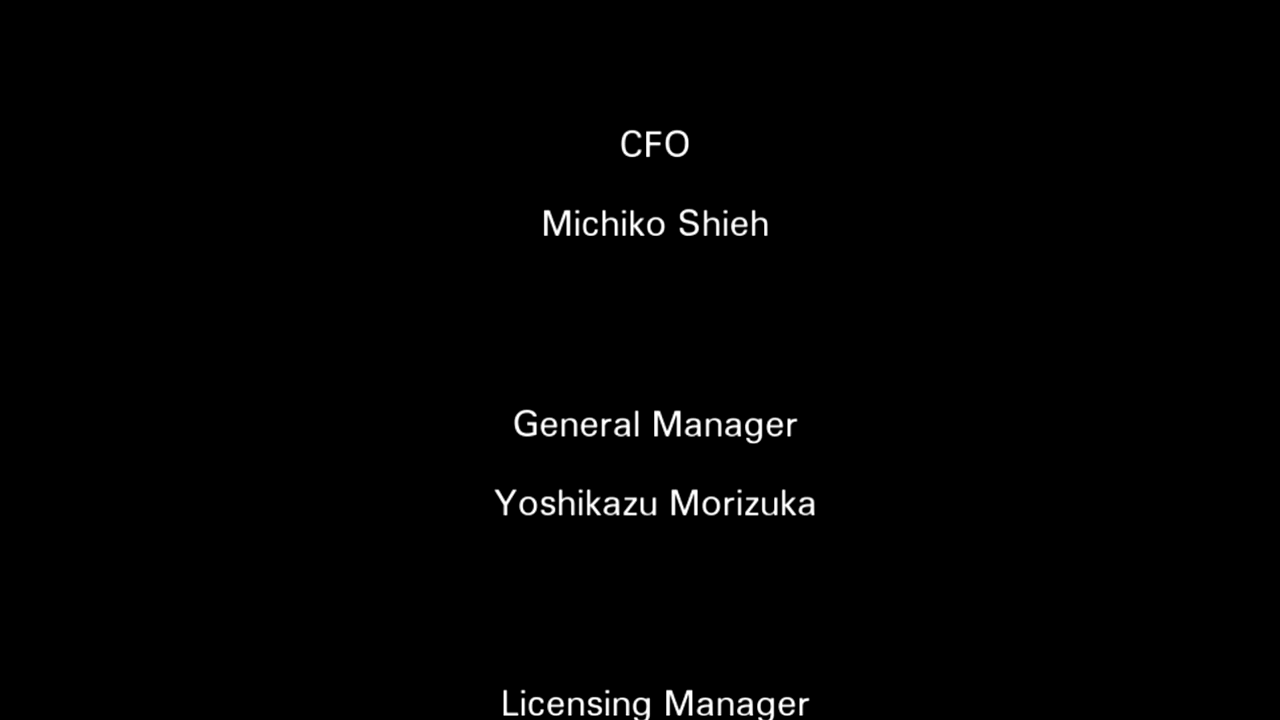 CFO
Michiko Shieh
General Manager
Yoshikazu Morizuka
Licensing Manager